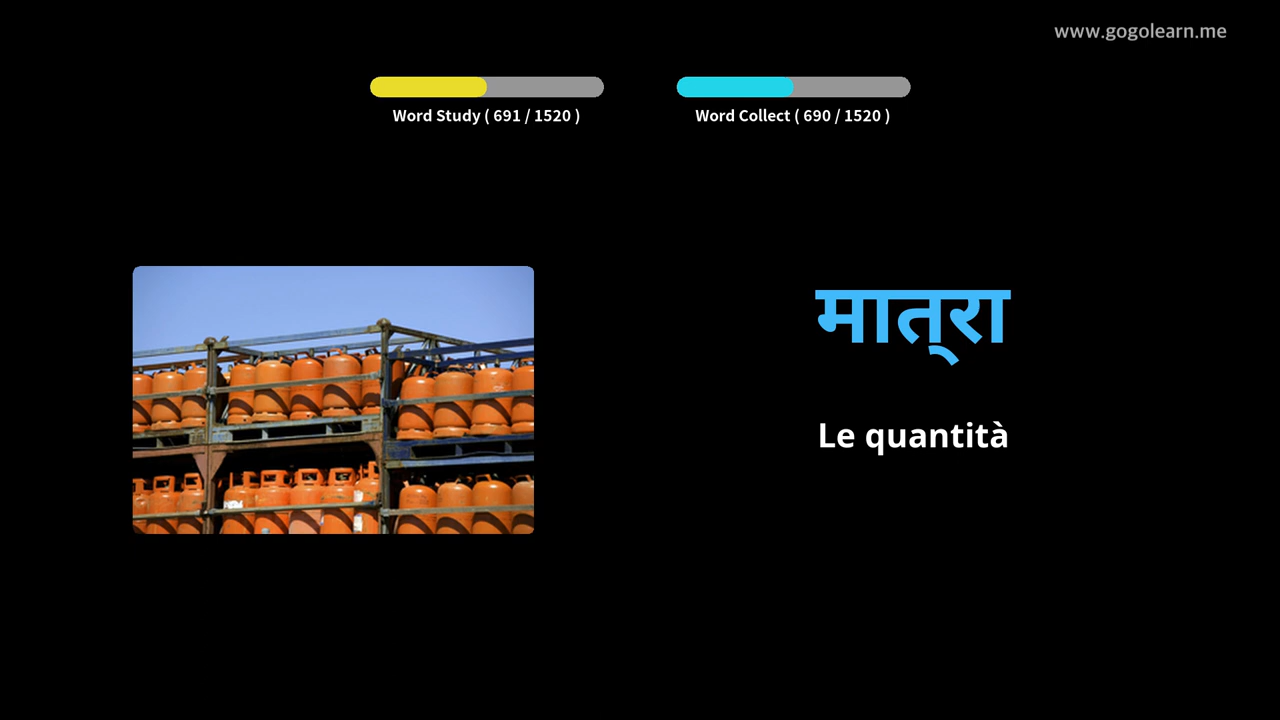 www.gogolearn.me
Word Study ( 691 / 1520 )
Word Collect ( 690 / 1520 )
मात्‌रा
Le quantità